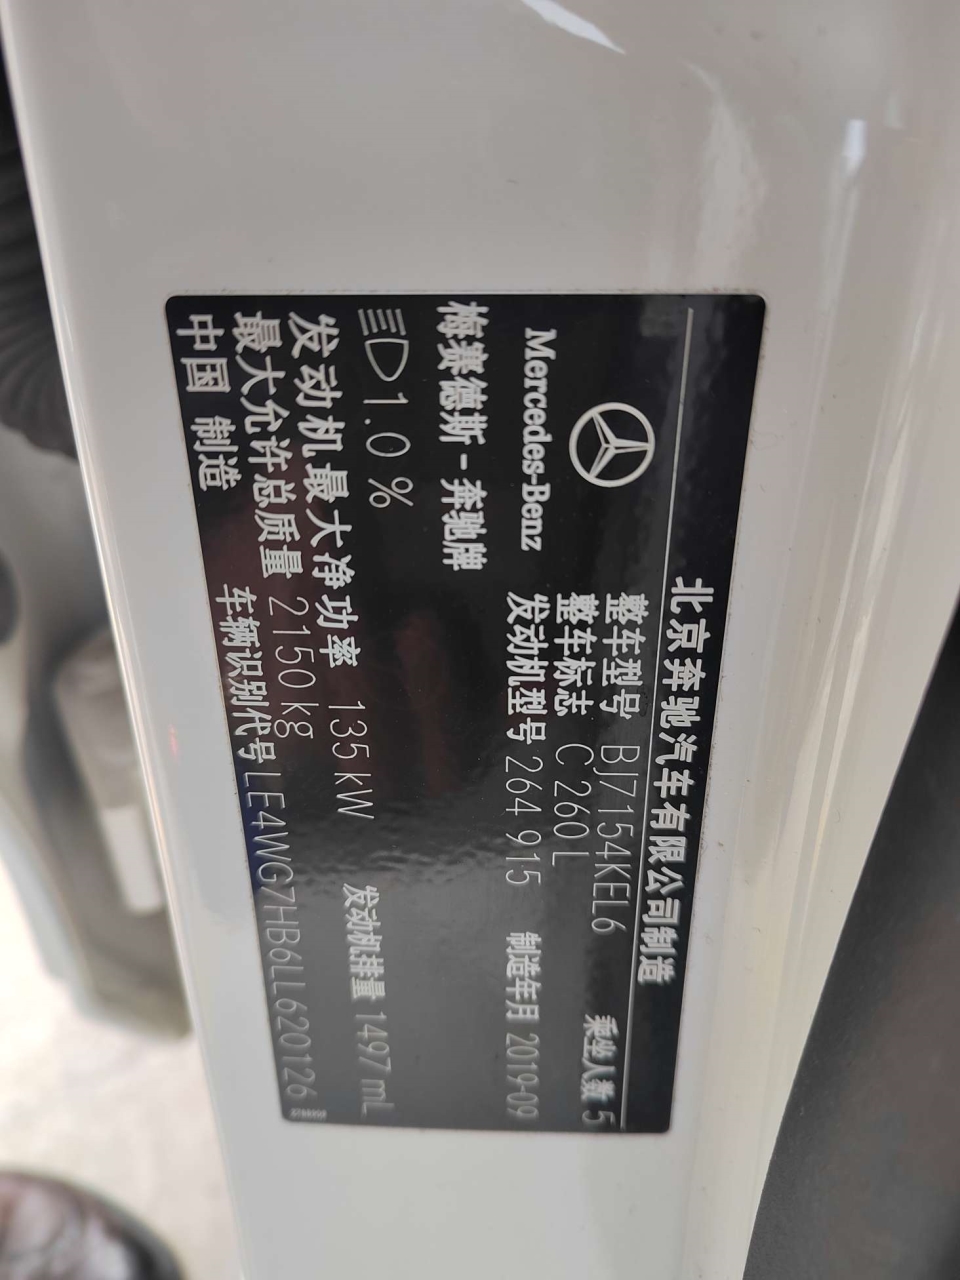 北京奔驰汽车有限公司制造
Mercedes-Benz
整车型号 BJ7154KEL6 乘坐人数 5
整车标志 C 260 L
发动机型号 264 915 制造年月 2019-09
梅赛德斯-奔驰牌
1.0 %
发动机最大净功率 135 kW 发动机排量 1497 mL
最大允许总质量 2150 kg
中国 制造 车辆识别代号 LE4WG7HB6LL620126